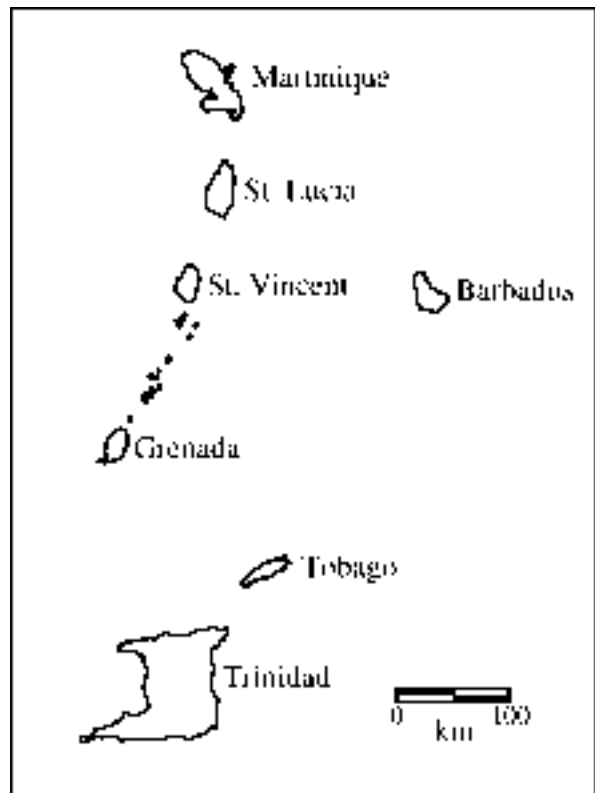 Martinique
St. Lucia
St. Vincent
Barbados
Grenada
Tobago
Trinidad
0 100
km